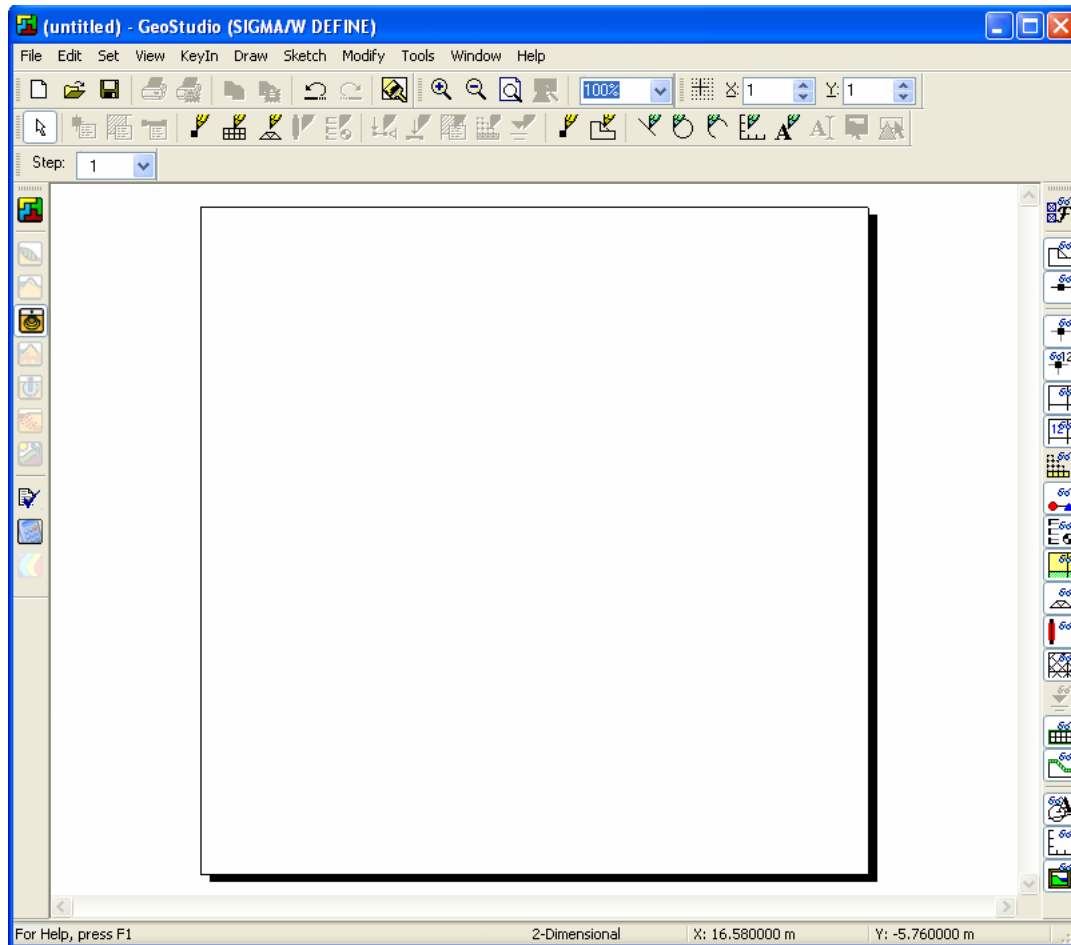 (untitled) - GeoStudio (SIGMA/W DEFINE)
File Edit Set View KeyIn Draw Sketch Modify Tools Window Help
100% X: 1 Y: 1
Step: 1
For Help, press F1 2-Dimensional X: 16.580000 m Y: -5.760000 m